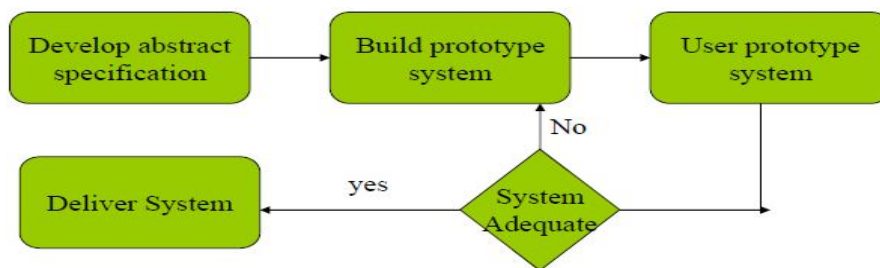 Develop abstract
specification
Build prototype
system
User prototype
system
No
yes
Deliver System
System
Adequate